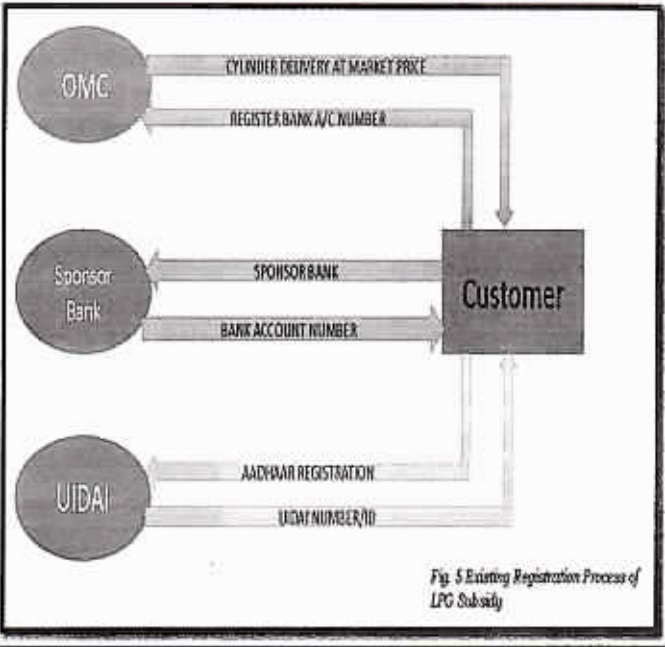 OMC
CYLINDER DELIVERY AT MARKET PRICE
REGISTER BANK A/C NUMBER
Sponsor
Bank
SPONSOR BANK
BANK ACCOUNT NUMBER
Customer
UIDAI
AADHAAR REGISTRATION
UIDAI NUMBER/ID
Fig. 5 Existing Registration Process of
LPG Subsidy